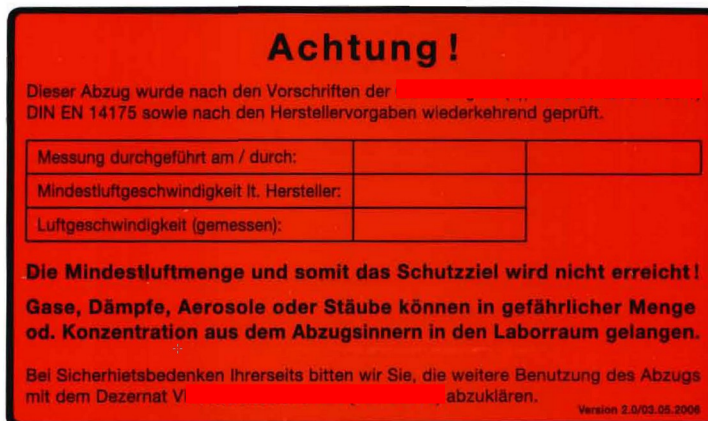 Achtung !
Dieser Abzug wurde nach den Vorschriften der
DIN EN 14175 sowie nach den Herstellervorgaben wiederkehrend geprüft.
Messung durchgeführt am / durch:
Mindestluftgeschwindigkeit lt. Hersteller:
Luftgeschwindigkeit (gemessen):
Die Mindestluftmenge und somit das Schutzziel wird nicht erreicht !
Gase, Dämpfe, Aerosole oder Stäube können in gefährlicher Menge
od. Konzentration aus dem Abzugsinnern in den Laborraum gelangen.
Bei Sicherhietsbedenken Ihrerseits bitten wir Sie, die weitere Benutzung des Abzugs
mit dem Dezernat abzuklären.
Version 2.0/03.05.2006